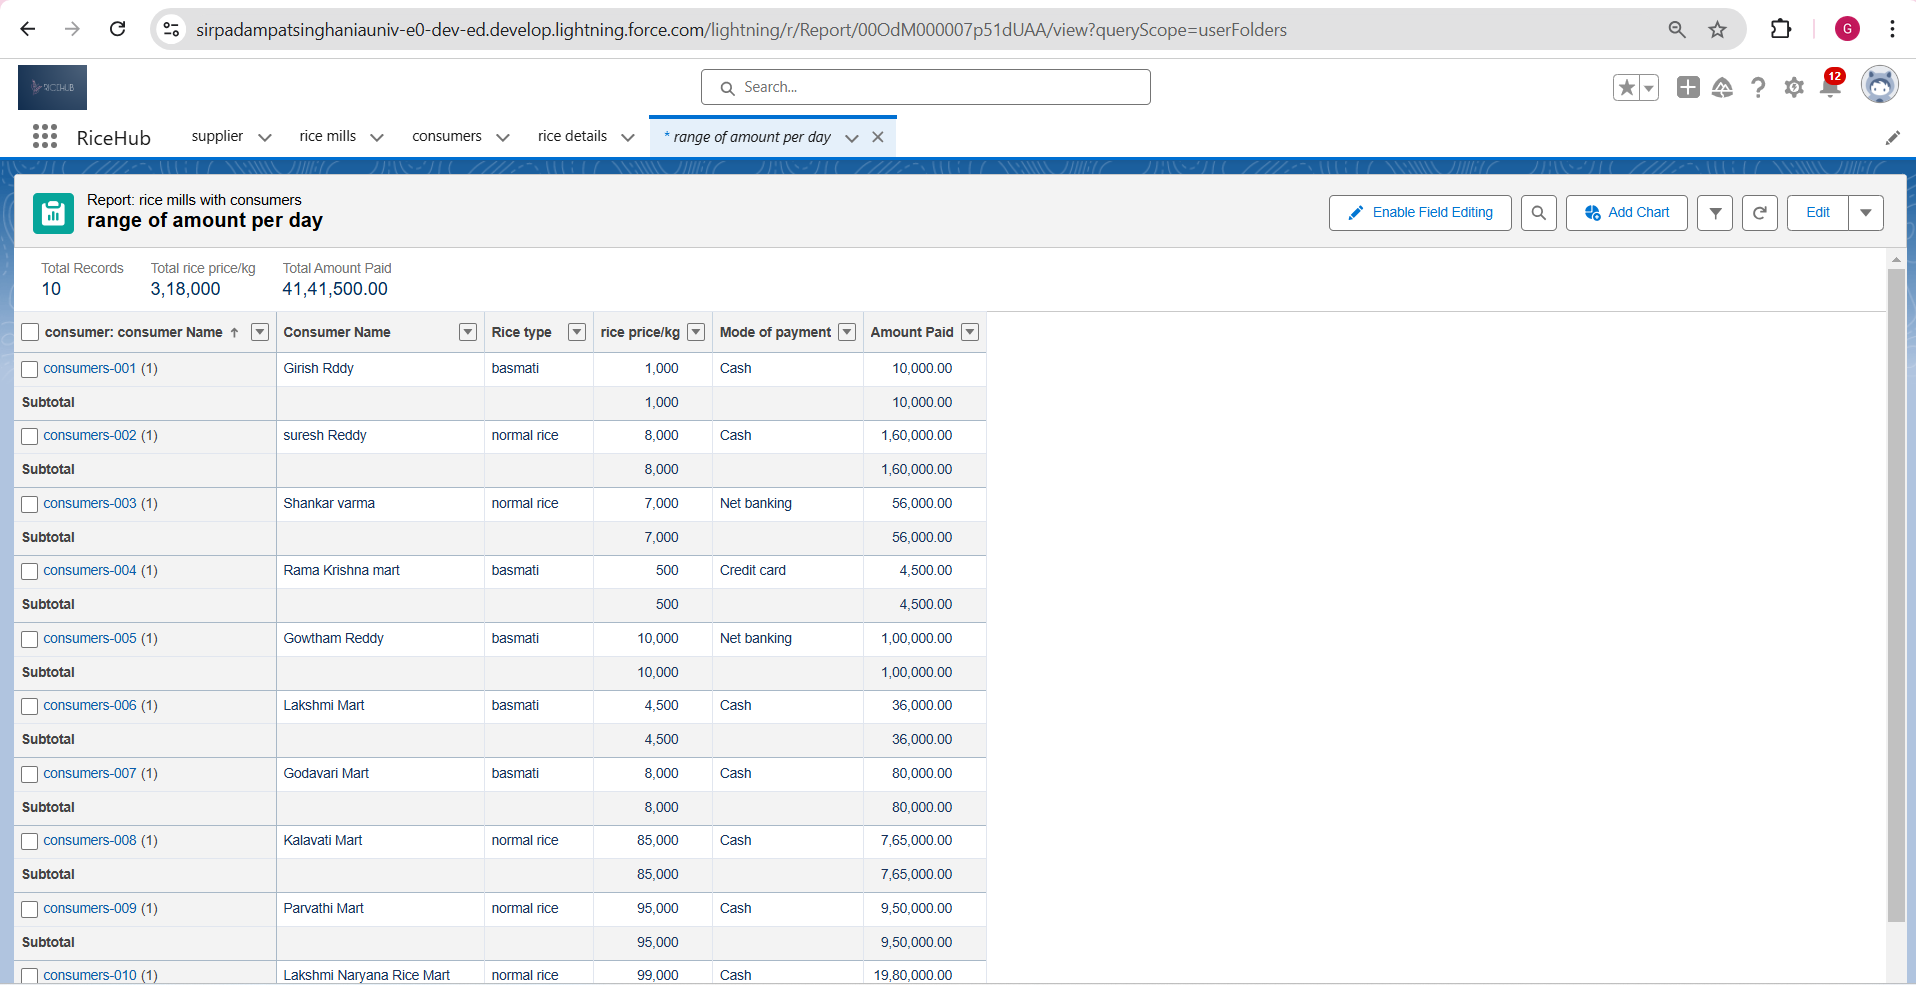 sirpadampatsinghaniauniv-e0-dev-ed.develop.lightning.force.com/lightning/r/Report/00OdM000007p51dUAA/view?queryScope=userFolders
G
RICEHUB
Search...
12
RiceHub
supplier
rice mills
consumers
rice details
* range of amount per day
Report: rice mills with consumers
range of amount per day
Enable Field Editing
Add Chart
Edit
Total Records Total rice price/kg Total Amount Paid
10 3,18,000 41,41,500.00
consumer: consumer Name ↑ Consumer Name Rice type rice price/kg Mode of payment Amount Paid
consumers-001 (1) Girish Rddy basmati 1,000 Cash 10,000.00
Subtotal 1,000 10,000.00
consumers-002 (1) suresh Reddy normal rice 8,000 Cash 1,60,000.00
Subtotal 8,000 1,60,000.00
consumers-003 (1) Shankar varma normal rice 7,000 Net banking 56,000.00
Subtotal 7,000 56,000.00
consumers-004 (1) Rama Krishna mart basmati 500 Credit card 4,500.00
Subtotal 500 4,500.00
consumers-005 (1) Gowtham Reddy basmati 10,000 Net banking 1,00,000.00
Subtotal 10,000 1,00,000.00
consumers-006 (1) Lakshmi Mart basmati 4,500 Cash 36,000.00
Subtotal 4,500 36,000.00
consumers-007 (1) Godavari Mart basmati 8,000 Cash 80,000.00
Subtotal 8,000 80,000.00
consumers-008 (1) Kalavati Mart normal rice 85,000 Cash 7,65,000.00
Subtotal 85,000 7,65,000.00
consumers-009 (1) Parvathi Mart normal rice 95,000 Cash 9,50,000.00
Subtotal 95,000 9,50,000.00
consumers-010 (1) Lakshmi Naryana Rice Mart normal rice 99,000 Cash 19,80,000.00